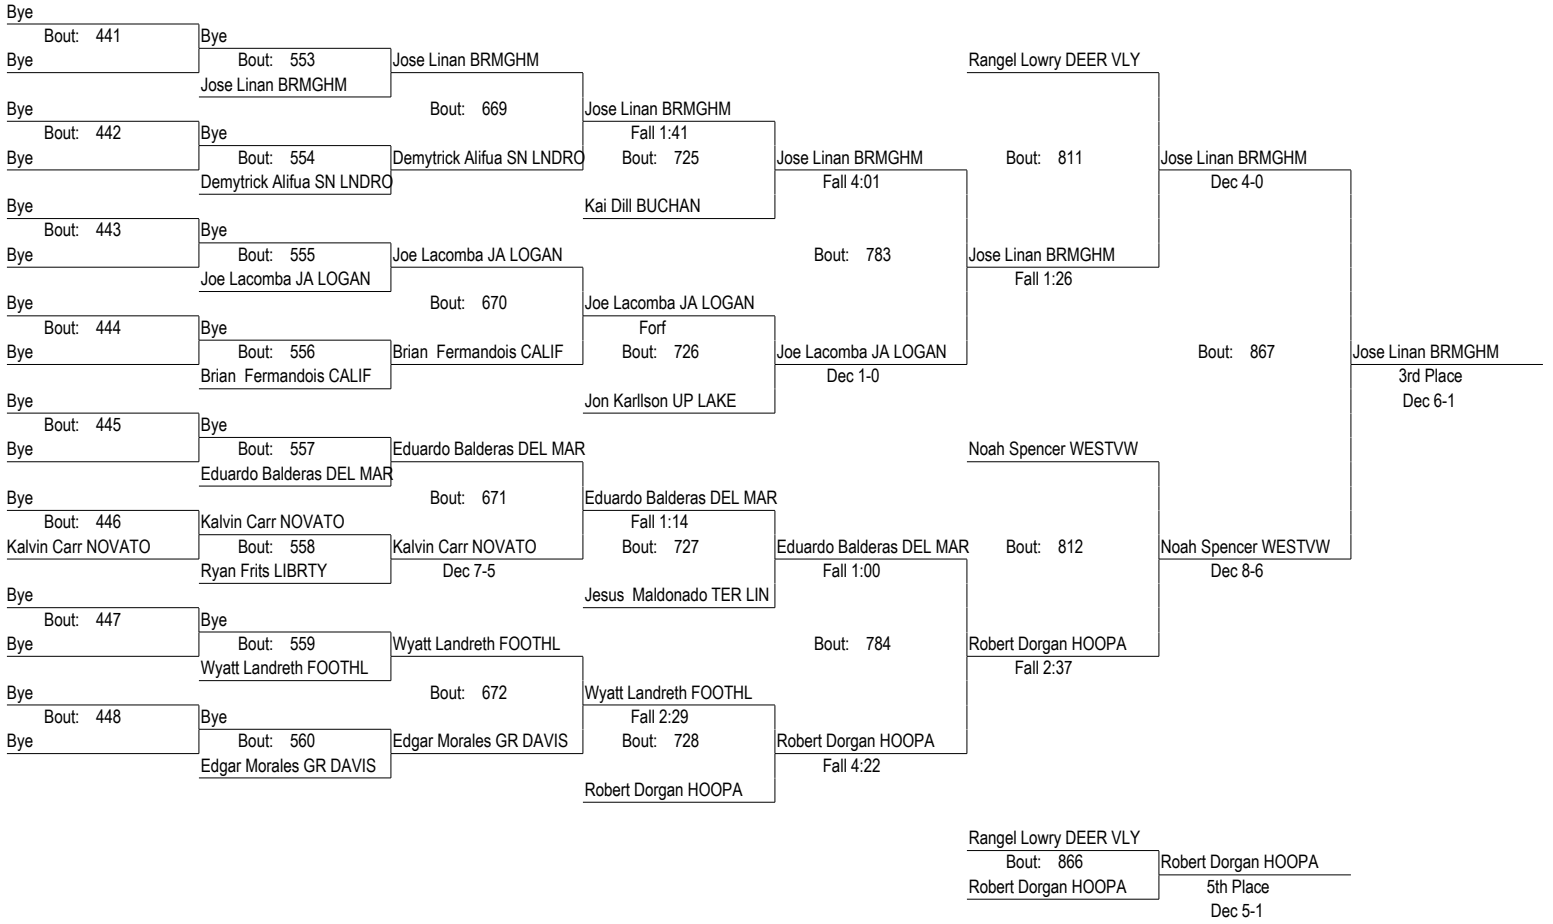 Bye
Bout: 441 Bye
Bye Bout: 553 Jose Linan BRMGHM Rangel Lowry DEER VLY
Jose Linan BRMGHM
Bye Bout: 669 Jose Linan BRMGHM
Bout: 442 Bye Fall 1:41
Bye Bout: 554 Demytrick Alifua SN LNDRO Bout: 725 Jose Linan BRMGHM Bout: 811 Jose Linan BRMGHM
Demytrick Alifua SN LNDRO Fall 4:01 Dec 4-0
Bye Kai Dill BUCHAN
Bout: 443 Bye
Bye Bout: 555 Joe Lacomba JA LOGAN Bout: 783 Jose Linan BRMGHM
Joe Lacomba JA LOGAN Fall 1:26
Bye Bout: 670 Joe Lacomba JA LOGAN
Bout: 444 Bye Forf
Bye Bout: 556 Brian Fermandois CALIF Bout: 726 Joe Lacomba JA LOGAN Bout: 867 Jose Linan BRMGHM
Brian Fermandois CALIF Dec 1-0 3rd Place
Bye Jon Karllson UP LAKE Dec 6-1
Bout: 445 Bye
Bye Bout: 557 Eduardo Balderas DEL MAR Noah Spencer WESTVW
Eduardo Balderas DEL MAR
Bye Bout: 671 Eduardo Balderas DEL MAR
Bout: 446 Kalvin Carr NOVATO Fall 1:14
Kalvin Carr NOVATO Bout: 558 Kalvin Carr NOVATO Bout: 727 Eduardo Balderas DEL MAR Bout: 812 Noah Spencer WESTVW
Ryan Frits LIBRTY Dec 7-5 Fall 1:00 Dec 8-6
Bye Jesus Maldonado TER LIN
Bout: 447 Bye
Bye Bout: 559 Wyatt Landreth FOOTHL Bout: 784 Robert Dorgan HOOPA
Wyatt Landreth FOOTHL Fall 2:37
Bye Bout: 672 Wyatt Landreth FOOTHL
Bout: 448 Bye Fall 2:29
Bye Bout: 560 Edgar Morales GR DAVIS Bout: 728 Robert Dorgan HOOPA
Edgar Morales GR DAVIS Fall 4:22
Robert Dorgan HOOPA
Rangel Lowry DEER VLY
Bout: 866 Robert Dorgan HOOPA
Robert Dorgan HOOPA 5th Place
Dec 5-1